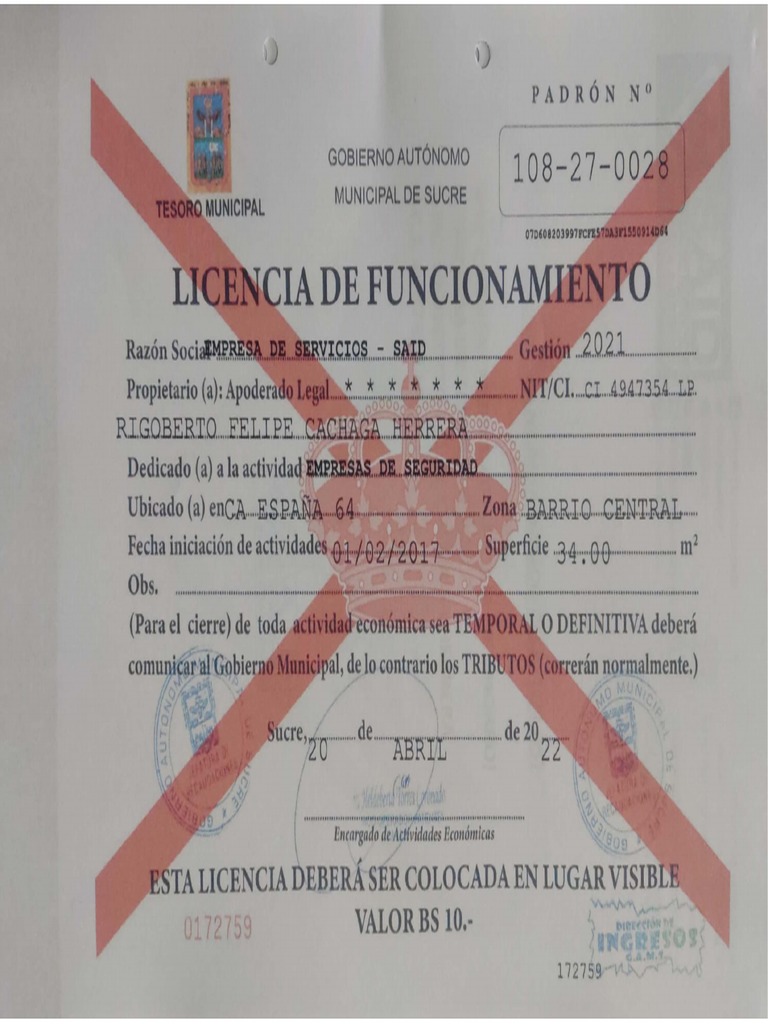 PADRÓN Nº
GOBIERNO AUTÓNOMO
MUNICIPAL DE SUCRE
108-27-0028
TESORO MUNICIPAL
LICENCIA DE FUNCIONAMIENTO
Razón Social EMPRESA DE SERVICIOS - SAID Gestión 2021
Propietario (a): Apoderado Legal * * * * * * * NIT/CI. CI 4947354 LP
RIGOBERTO FELIPE CACHAGA HERRERA
Dedicado (a) a la actividad EMPRESAS DE SEGURIDAD
Ubicado (a) en CA ESPAÑA 64 Zona BARRIO CENTRAL
Fecha iniciación de actividades 01/02/2017 Superficie 34.00 m²
Obs.
(Para el cierre) de toda actividad económica sea TEMPORAL O DEFINITIVA deberá
comunicar al Gobierno Municipal, de lo contrario los TRIBUTOS (correrán normalmente.)
Sucre, 20 de ABRIL de 20 22
Encargado de Actividades Económicas
ESTA LICENCIA DEBERÁ SER COLOCADA EN LUGAR VISIBLE
VALOR BS 10.-
0172759
DIRECCIÓN DE
INGRESOS
G.A.M.S.
172759